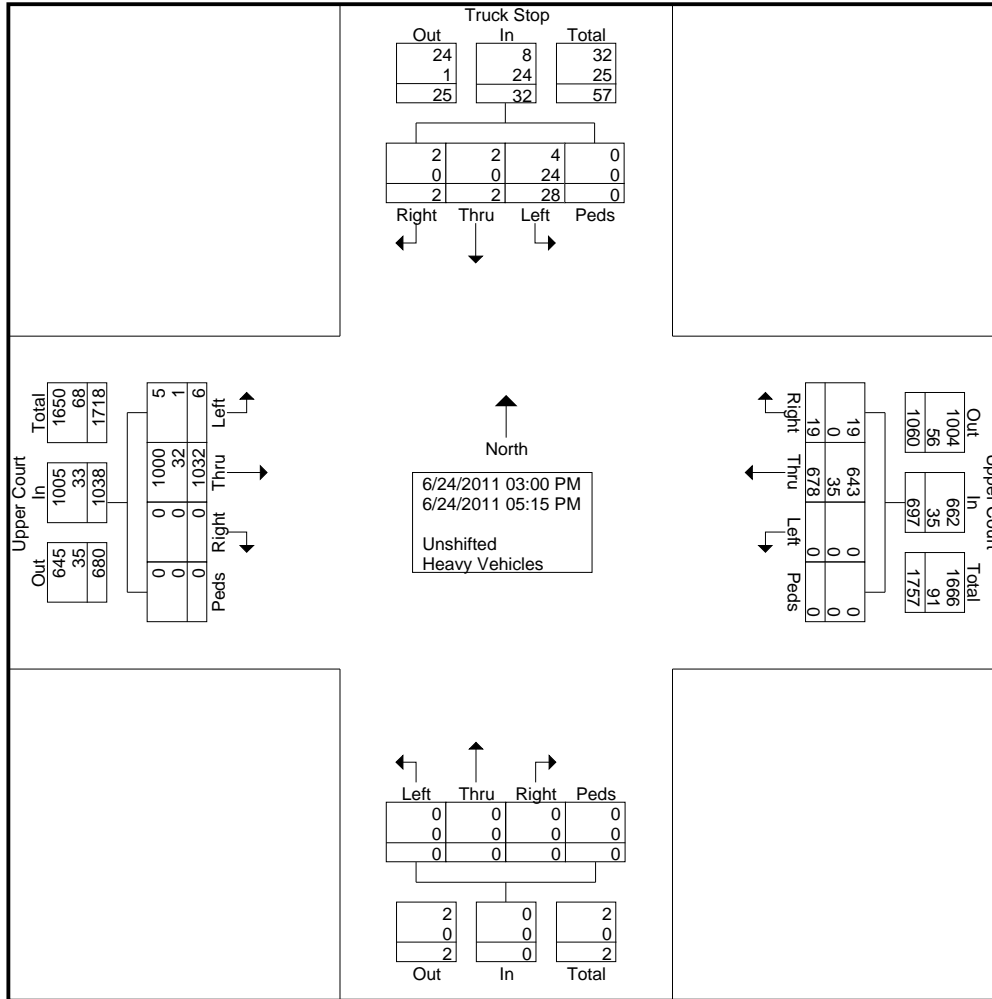 Truck Stop
Out In Total
24 8 32
1 24 25
25 32 57
2 2 4 0
0 0 24 0
2 2 28 0
Right Thru Left Peds
Upper Court
Total In Out
1650 1005 645
68 33 35
1718 1038 680
5 1000 0 0
1 32 0 0
6 1032 0 0
Left Thru Right Peds
North
6/24/2011 03:00 PM
6/24/2011 05:15 PM
Unshifted
Heavy Vehicles
Right Thru Left Peds
19 643 0 0
0 35 0 0
19 678 0 0
Upper Court
Out In Total
1004 662 1666
56 35 91
1060 697 1757
Left Thru Right Peds
0 0 0 0
0 0 0 0
0 0 0 0
2 0 2
0 0 0
2 0 2
Out In Total